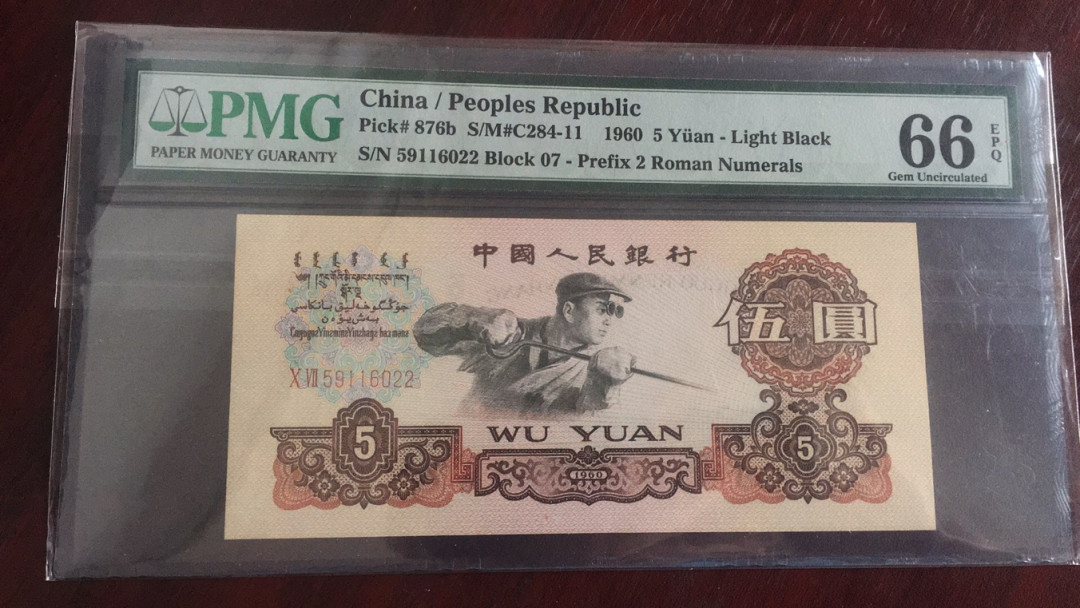 PMG
PAPER MONEY GUARANTY
China / Peoples Republic
Pick# 876b S/M#C284-11 1960 5 Yüan - Light Black
S/N 59116022 Block 07 - Prefix 2 Roman Numerals
66
EPQ
Gem Uncirculated
中國人民銀行
伍圓
X VII 59116022
5
WU YUAN
5
1960